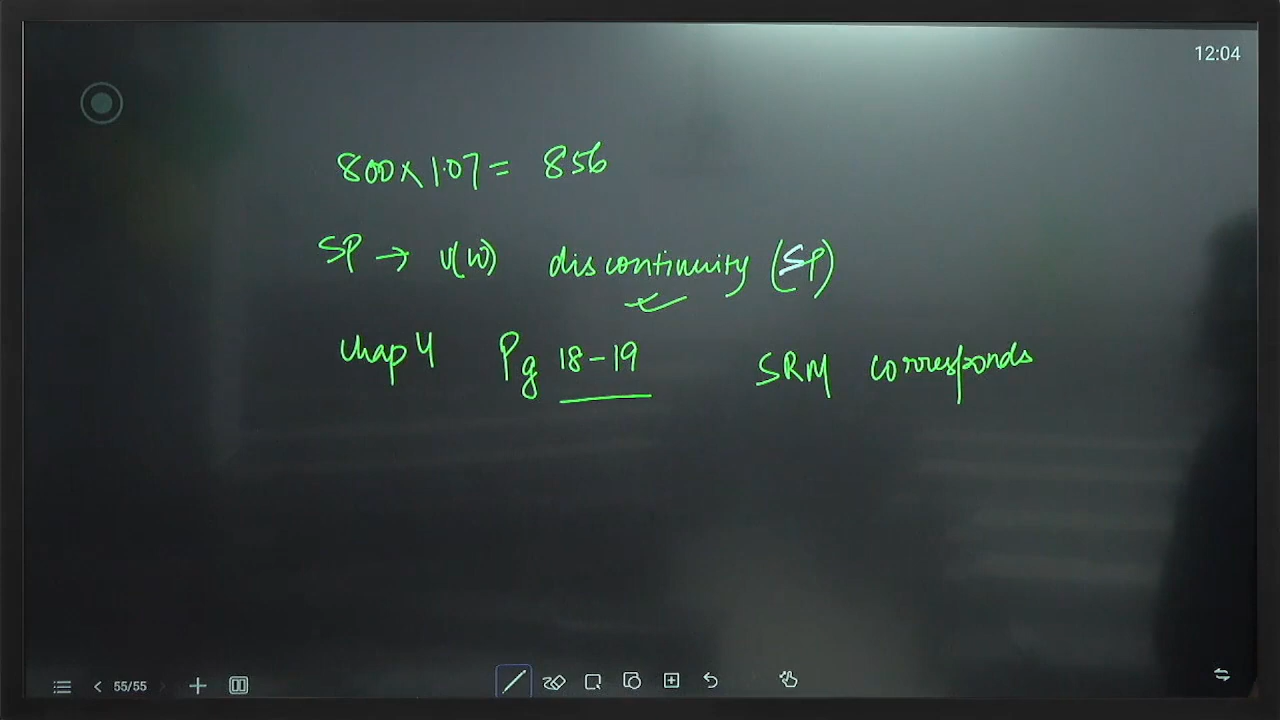 12:04
800 × 1.07 = 856
SP → U(W) discontinuity (SP)
Chap 4 Pg 18-19 SRM corresponds
55/55